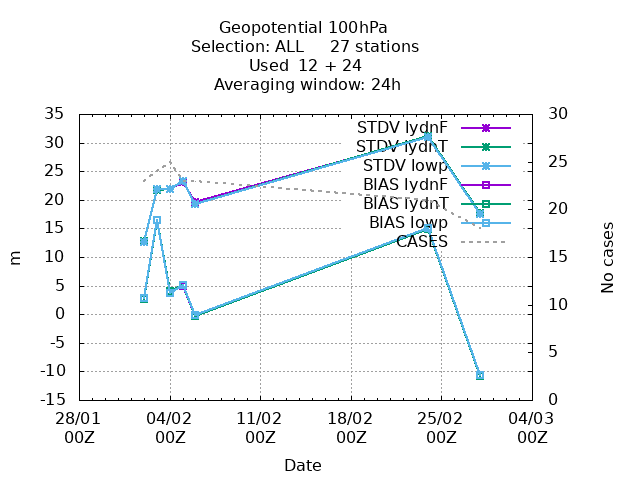 Geopotential 100hPa
Selection: ALL 27 stations
Used 12 + 24
Averaging window: 24h
35
30
25
20
15
10
5
0
-5
-10
-15
m
STDV lydnF
STDV lydnT
STDV lowp
BIAS lydnF
BIAS lydnT
BIAS lowp
CASES
30
25
20
15
10
5
0
No cases
28/01 04/02 11/02 18/02 25/02 04/03
00Z 00Z 00Z 00Z 00Z 00Z
Date